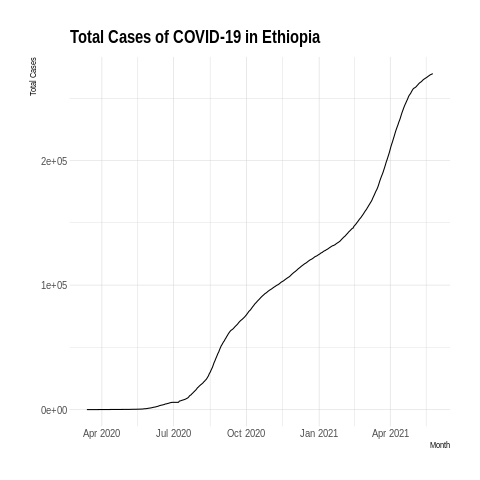 Total Cases of COVID-19 in Ethiopia
Total Cases
2e+05
1e+05
0e+00
Apr 2020 Jul 2020 Oct 2020 Jan 2021 Apr 2021
Month